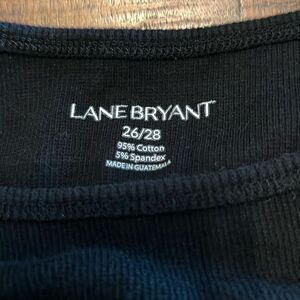 LANE BRYANT
26/28
95% Cotton
5% Spandex
MADE IN GUATEMALA